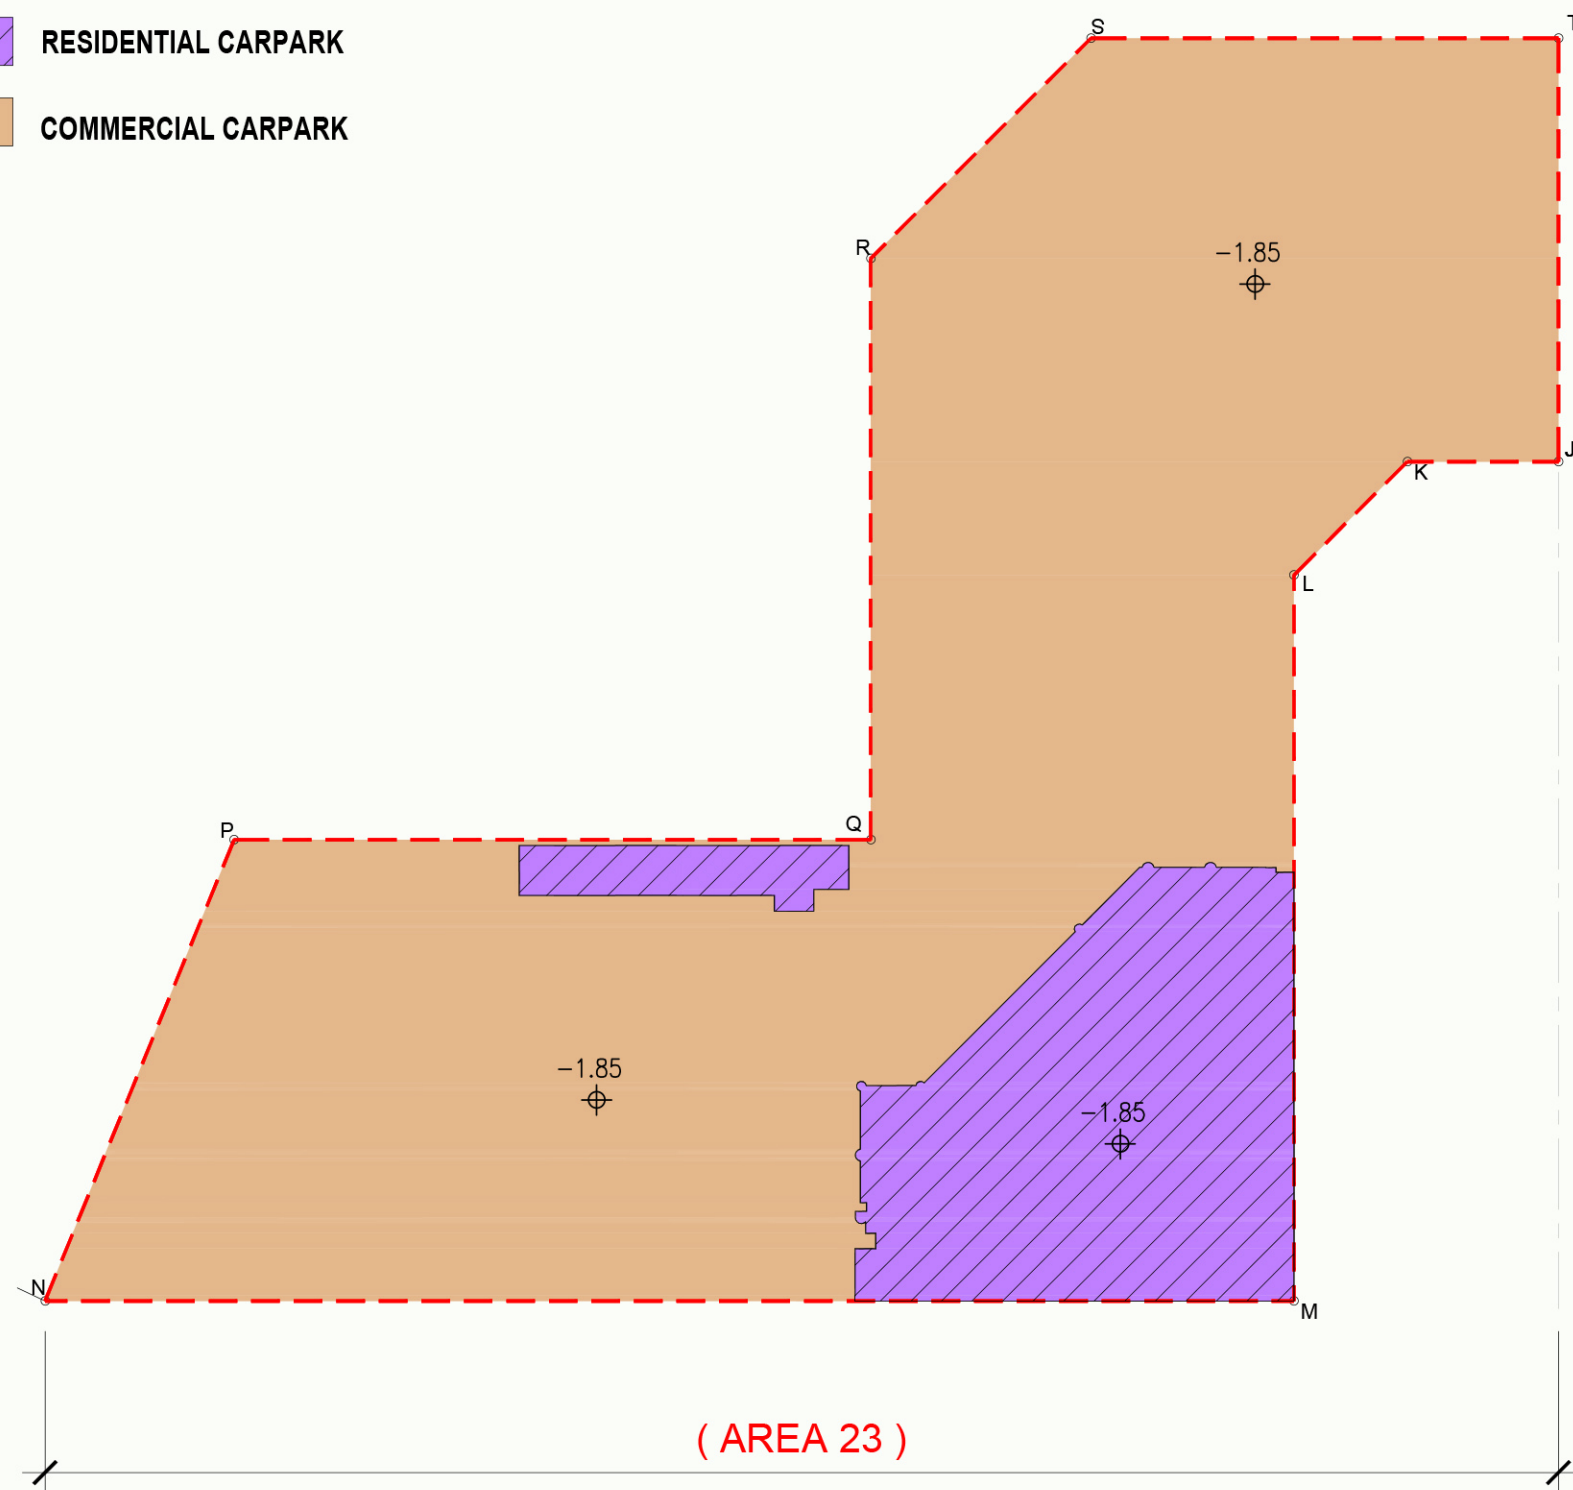 RESIDENTIAL CARPARK
COMMERCIAL CARPARK
S
T
R
-1.85
J
K
L
P
Q
-1.85
-1.85
N
M
( AREA 23 )